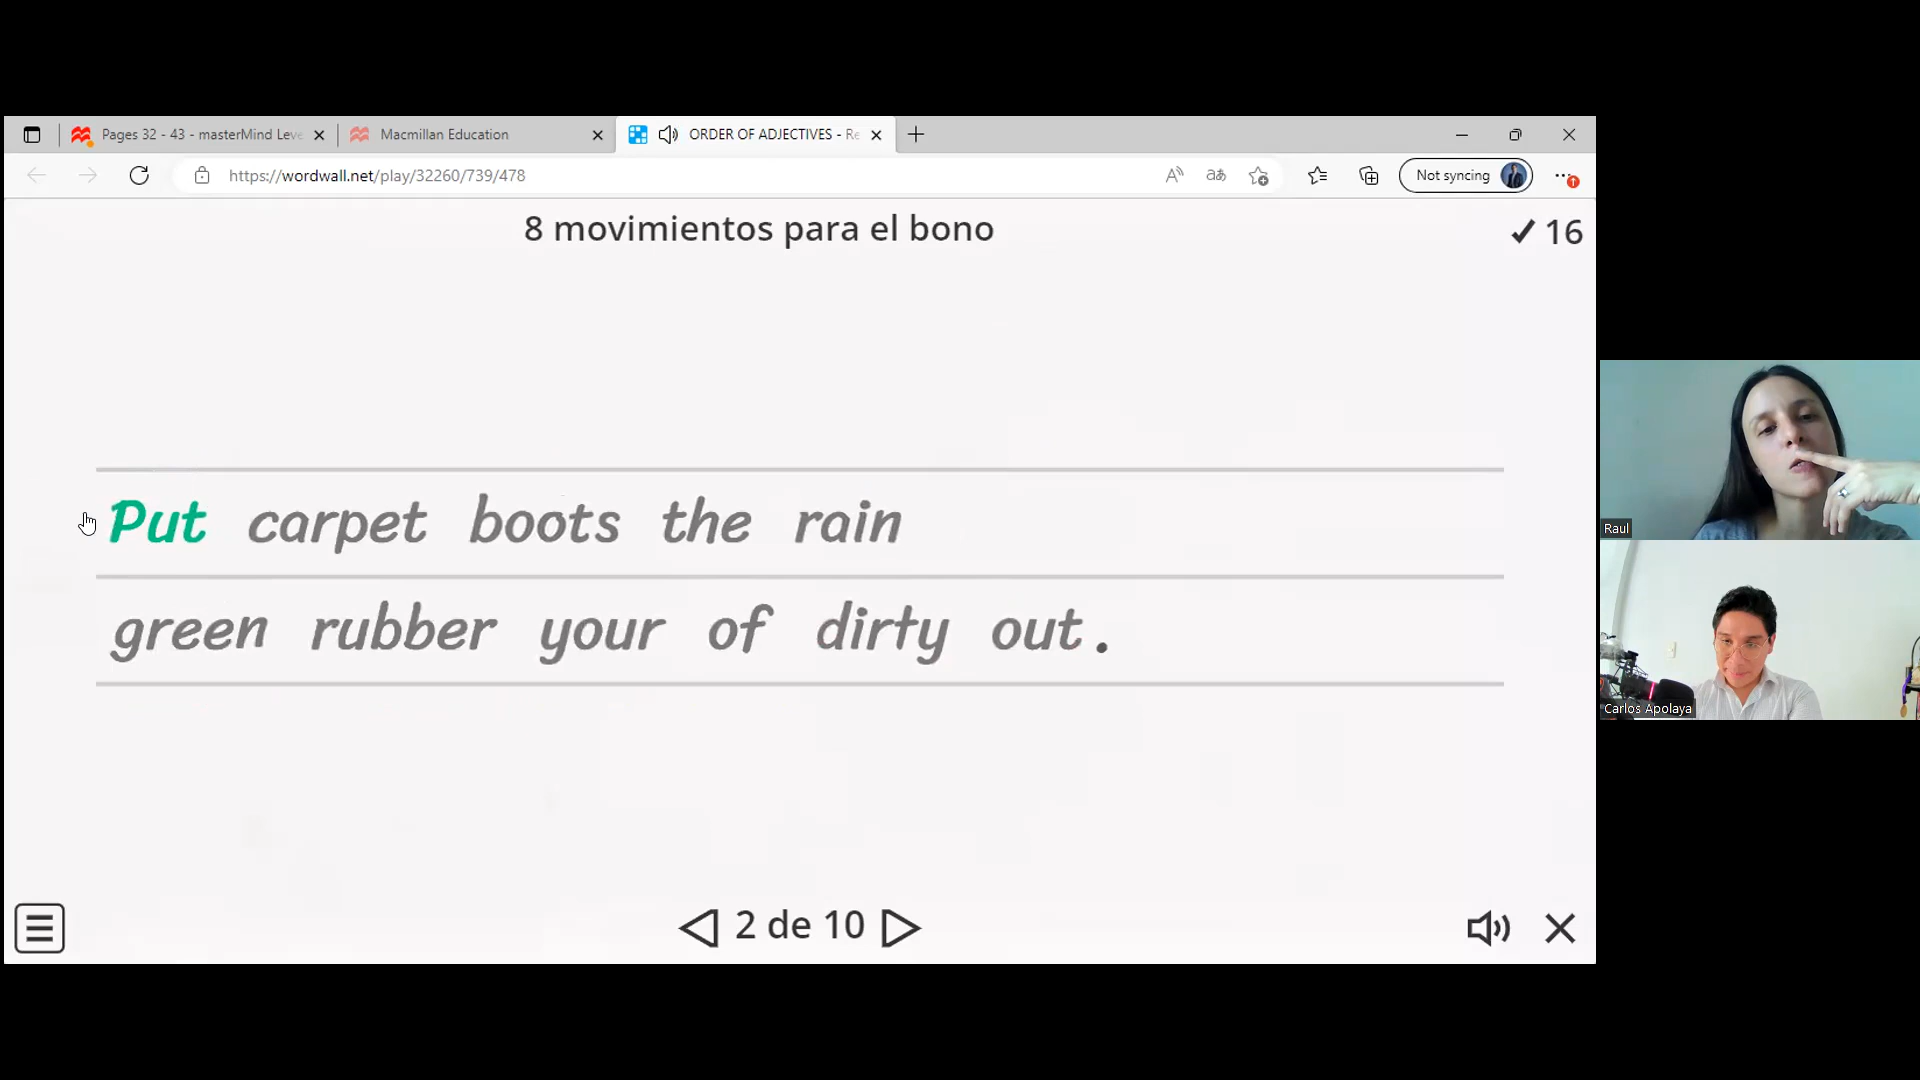 Pages 32 - 43 - masterMind Leve
Macmillan Education
ORDER OF ADJECTIVES - Re
https://wordwall.net/play/32260/739/478
Not syncing
8 movimientos para el bono
16
Put carpet boots the rain
green rubber your of dirty out.
2 de 10
Raul
Carlos Apolaya